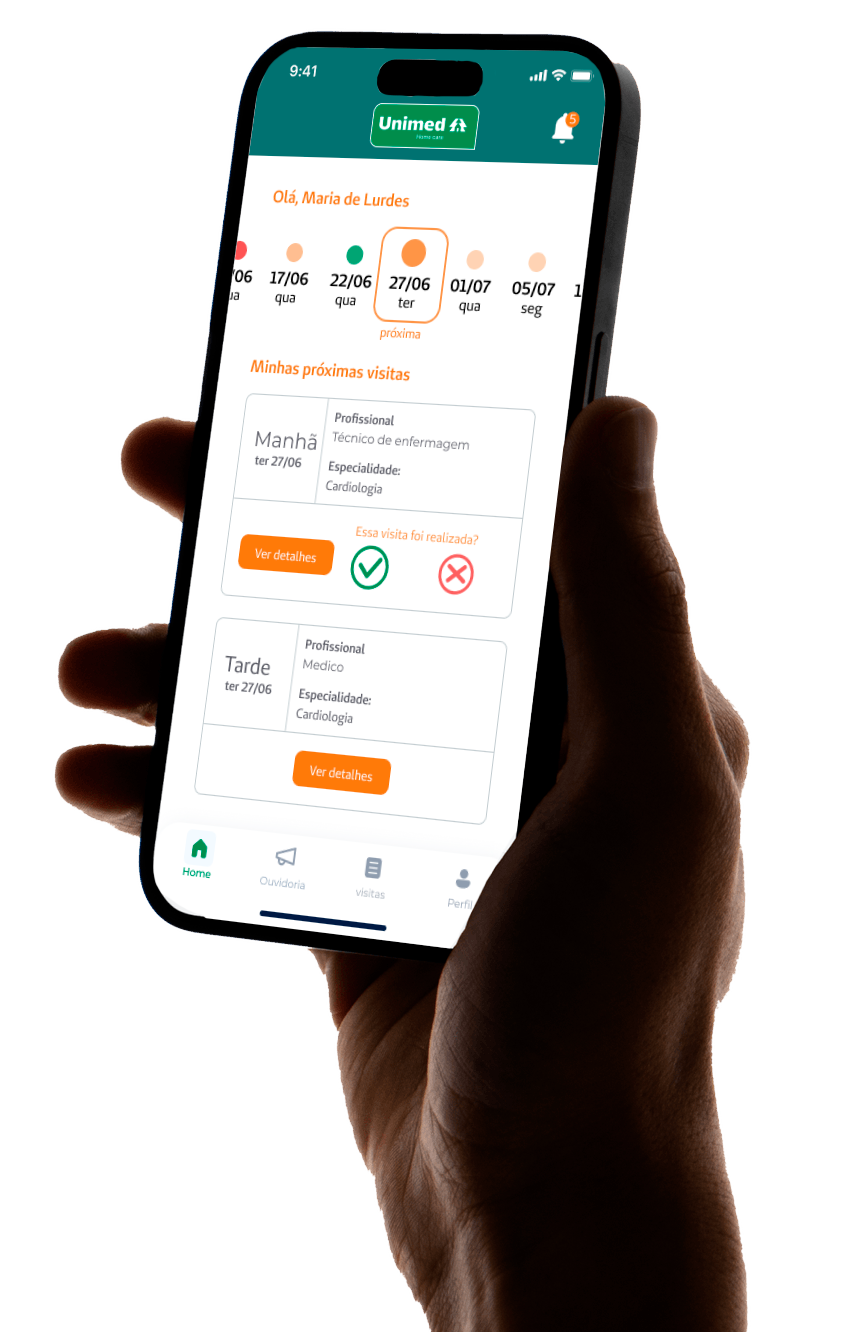 9:41
Unimed
Home care
5
Olá, Maria de Lurdes
/06 17/06 22/06 27/06 01/07 05/07 1
ua qua qua ter qua seg
próxima
Minhas próximas visitas
Manhã
ter 27/06
Profissional
Técnico de enfermagem
Especialidade:
Cardiologia
Ver detalhes
Essa visita foi realizada?
Tarde
ter 27/06
Profissional
Medico
Especialidade:
Cardiologia
Ver detalhes
Home
Ouvidoria
visitas
Perfil